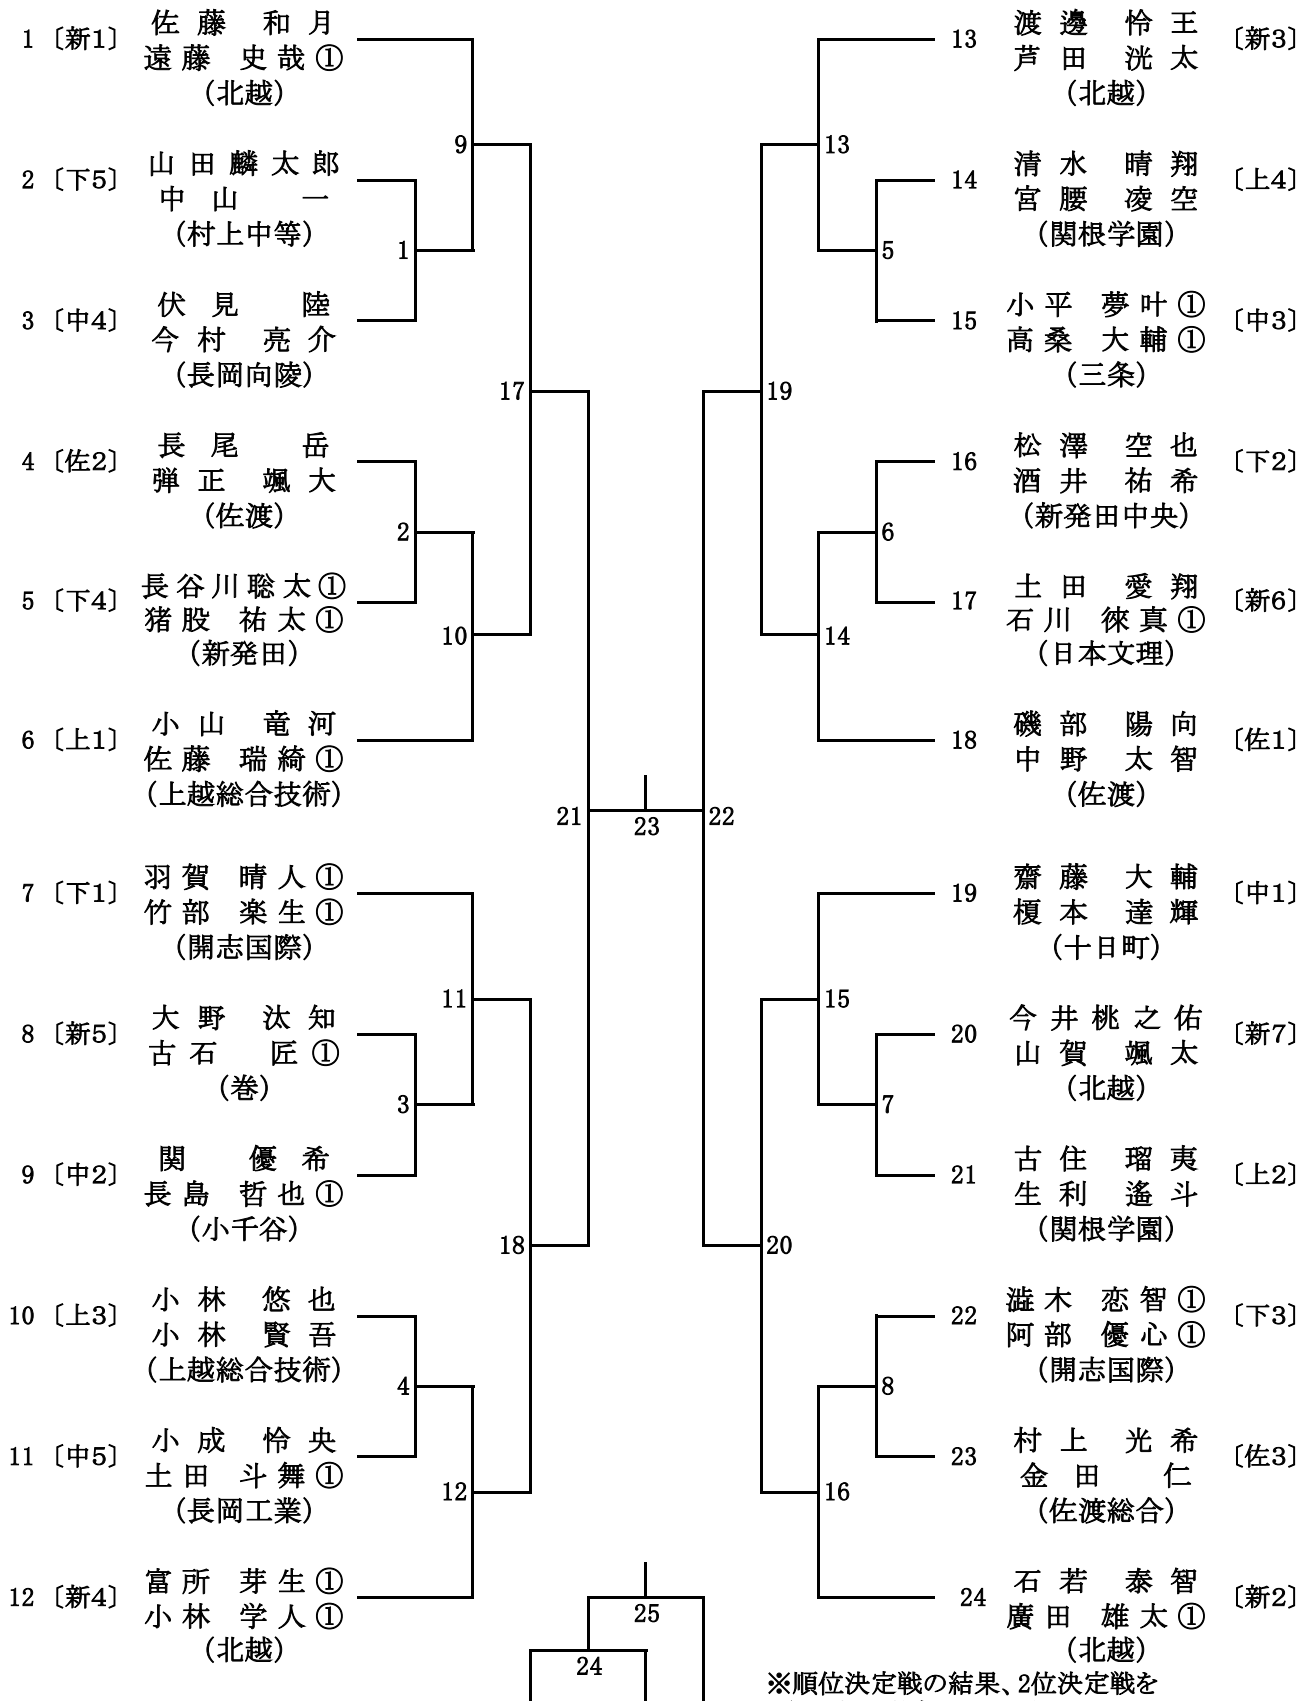 1 〔新1〕 佐藤 和月
遠藤 史哉①
(北越)
2 〔下5〕 山田麟太郎
中山 一
(村上中等)
3 〔中4〕 伏見 陸
今村 亮介
(長岡向陵)
4 〔佐2〕 長尾 岳
弾正 颯大
(佐渡)
5 〔下4〕 長谷川聡太①
猪股 祐太①
(新発田)
6 〔上1〕 小山 竜河
佐藤 瑞綺①
(上越総合技術)
7 〔下1〕 羽賀 晴人①
竹部 楽生①
(開志国際)
8 〔新5〕 大野 汰知
古石 匠①
(巻)
9 〔中2〕 関 優希
長島 哲也①
(小千谷)
10 〔上3〕 小林 悠也
小林 賢吾
(上越総合技術)
11 〔中5〕 小成 怜央
土田 斗舞①
(長岡工業)
12 〔新4〕 富所 芽生①
小林 学人①
(北越)
9
1
17
2
10
21
11
3
18
4
12
23
22
13
5
19
6
14
15
7
20
8
16
25
24
13 渡邊 怜王 〔新3〕
芦田 洸太
(北越)
14 清水 晴翔 〔上4〕
宮腰 凌空
(関根学園)
15 小平 夢叶① 〔中3〕
高桑 大輔①
(三条)
16 松澤 空也 〔下2〕
酒井 祐希
(新発田中央)
17 土田 愛翔 〔新6〕
石川 徠真①
(日本文理)
18 磯部 陽向 〔佐1〕
中野 太智
(佐渡)
19 齋藤 大輔 〔中1〕
榎本 達輝
(十日町)
20 今井桃之佑 〔新7〕
山賀 颯太
(北越)
21 古住 瑠夷 〔上2〕
生利 遙斗
(関根学園)
22 澁木 恋智① 〔下3〕
阿部 優心①
(開志国際)
23 村上 光希 〔佐3〕
金田 仁
(佐渡総合)
24 石若 泰智 〔新2〕
廣田 雄太①
(北越)
※順位決定戦の結果、2位決定戦を